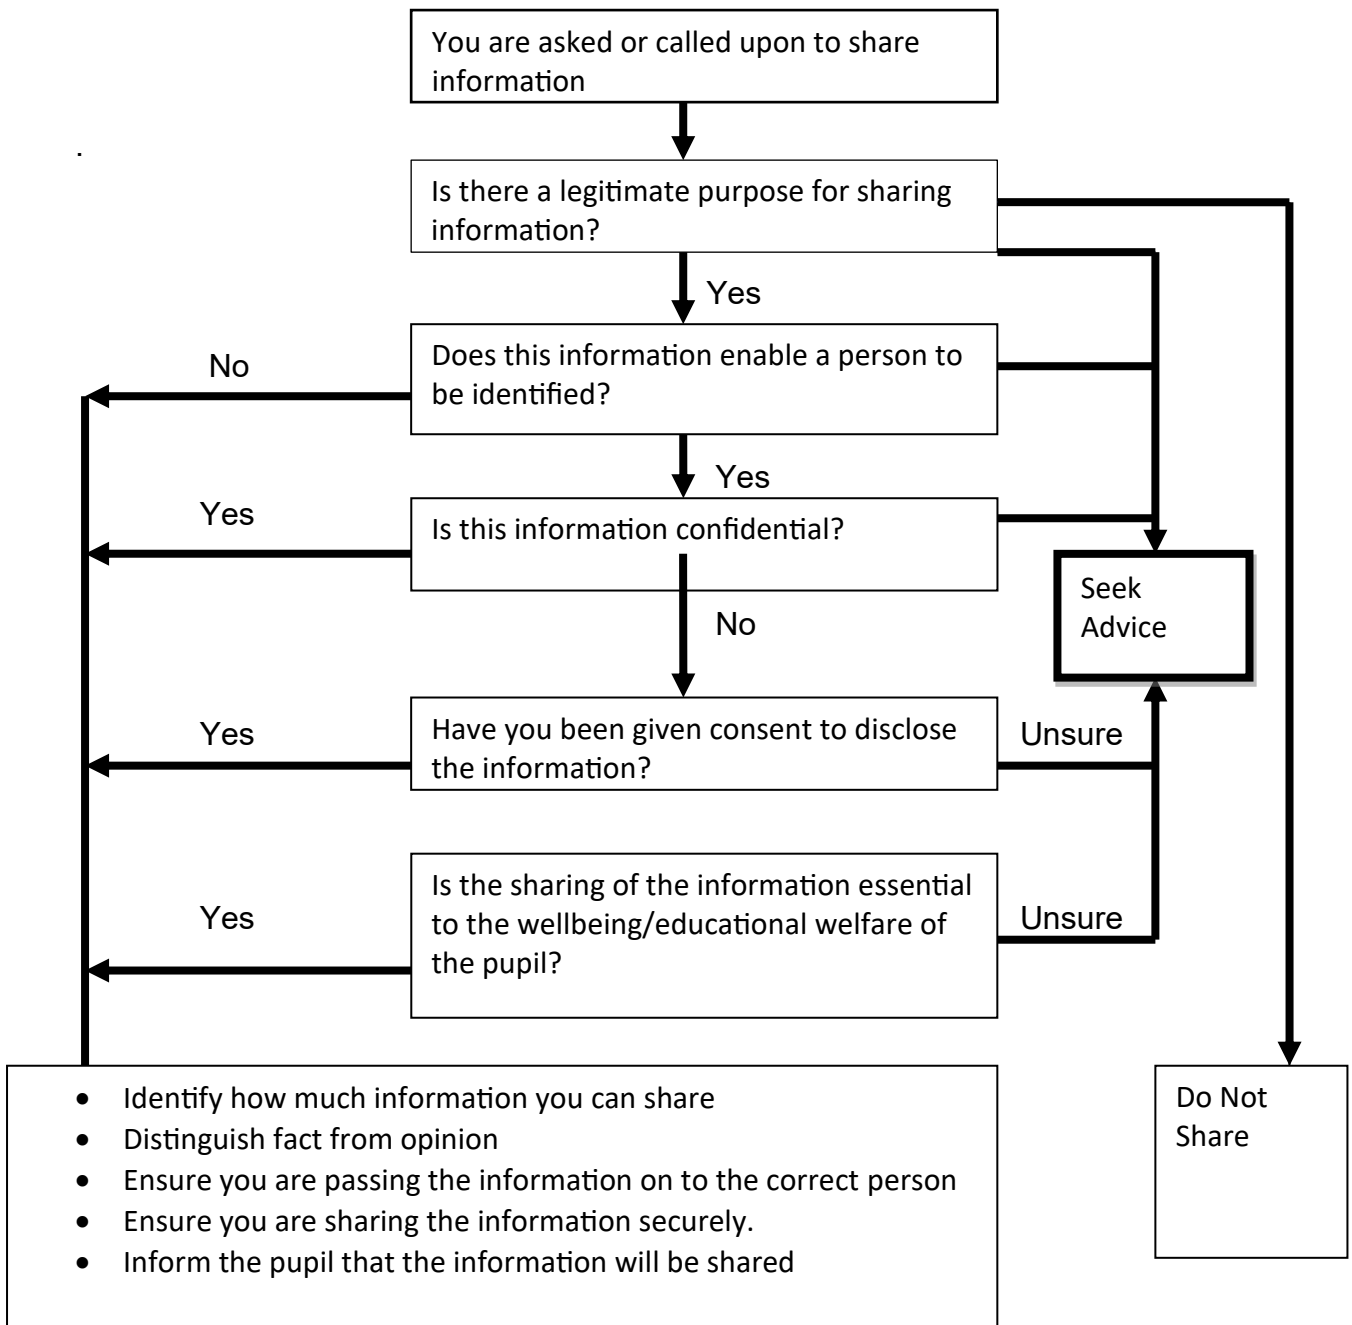 You are asked or called upon to share
information
.
Is there a legitimate purpose for sharing
information?
Yes
Does this information enable a person to
be identified?
No
Yes
Is this information confidential?
Yes
No
Seek
Advice
Have you been given consent to disclose
the information?
Yes
Unsure
Is the sharing of the information essential
to the wellbeing/educational welfare of
the pupil?
Yes
Unsure
• Identify how much information you can share
• Distinguish fact from opinion
• Ensure you are passing the information on to the correct person
• Ensure you are sharing the information securely.
• Inform the pupil that the information will be shared
Do Not
Share